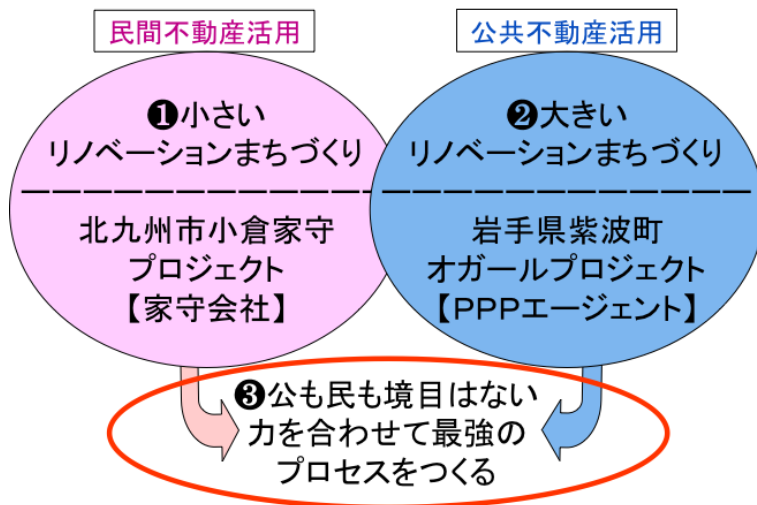 民間不動産活用
❶小さい
リノベーションまちづくり
北九州市小倉家守
プロジェクト
【家守会社】
公共不動産活用
❷大きい
リノベーションまちづくり
岩手県紫波町
オガールプロジェクト
【PPPエージェント】
❸公も民も境目はない
力を合わせて最強の
プロセスをつくる